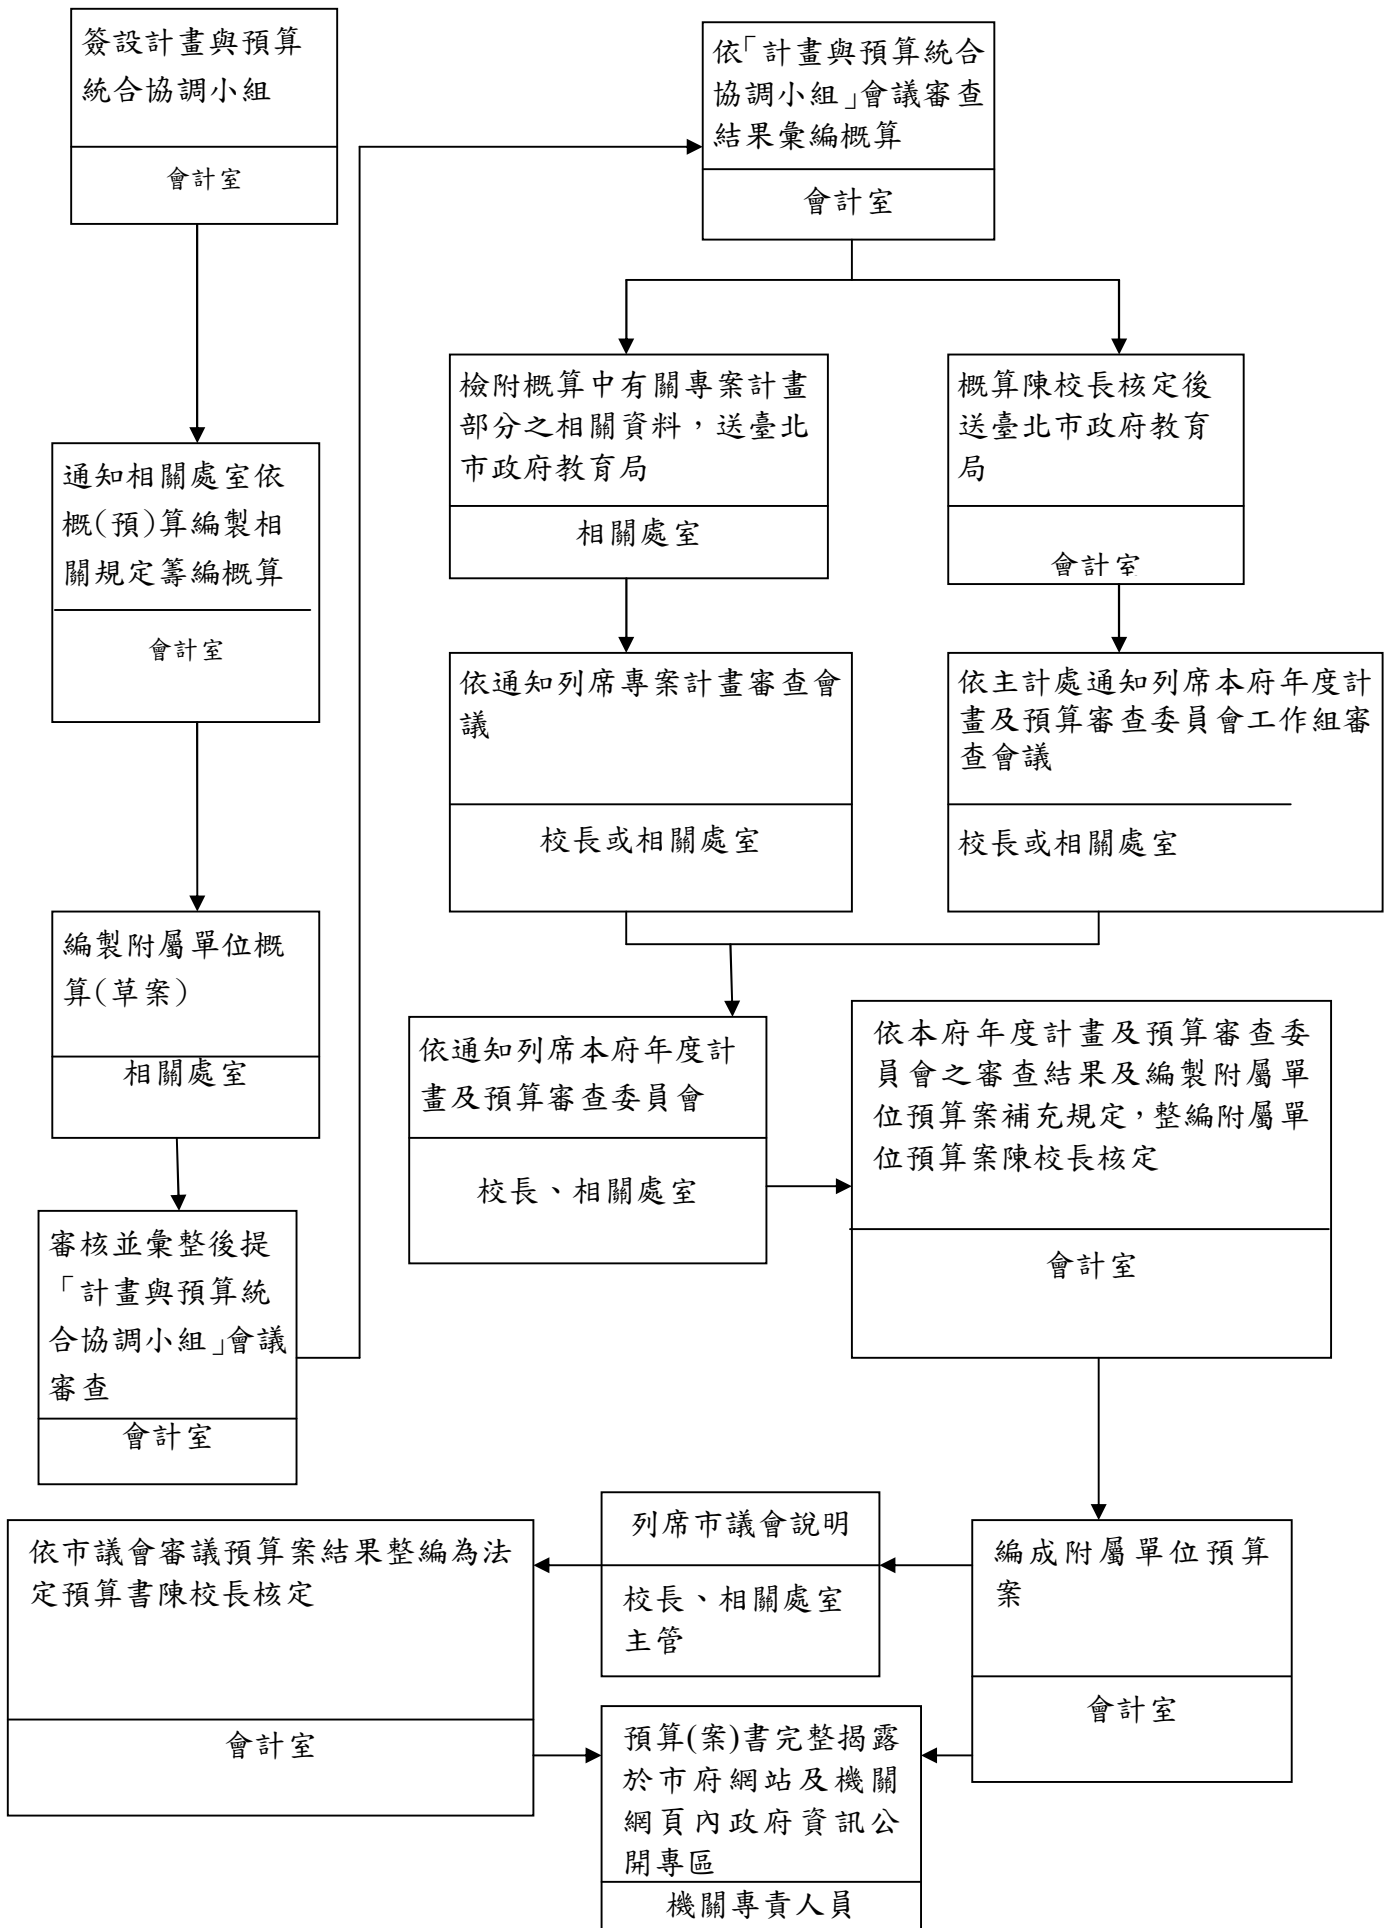 簽設計畫與預算
統合協調小組
會計室
通知相關處室依
概(預)算編製相
關規定籌編概算
會計室
編製附屬單位概
算(草案)
相關處室
審核並彙整後提
「計畫與預算統
合協調小組」會議
審查
會計室
依「計畫與預算統合
協調小組」會議審查
結果彙編概算
會計室
檢附概算中有關專案計畫
部分之相關資料，送臺北
市政府教育局
相關處室
概算陳校長核定後
送臺北市政府教育
局
會計室
依通知列席專案計畫審查會
議
校長或相關處室
依主計處通知列席本府年度計
畫及預算審查委員會工作組審
查會議
校長或相關處室
依通知列席本府年度計
畫及預算審查委員會
校長、相關處室
依本府年度計畫及預算審查委
員會之審查結果及編製附屬單
位預算案補充規定，整編附屬單
位預算案陳校長核定
會計室
編成附屬單位預算
案
會計室
列席市議會說明
校長、相關處室
主管
依市議會審議預算案結果整編為法
定預算書陳校長核定
會計室
預算(案)書完整揭露
於市府網站及機關
網頁內政府資訊公
開專區
機關專責人員